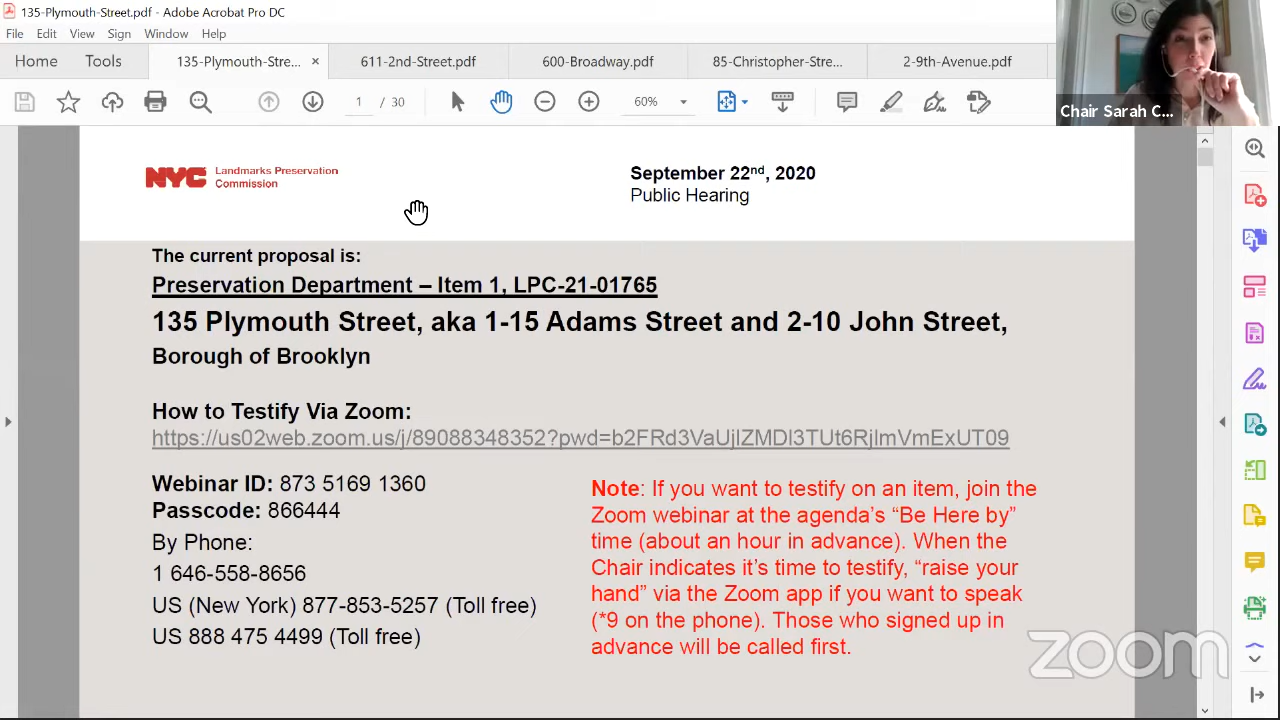 135-Plymouth-Street.pdf - Adobe Acrobat Pro DC
File Edit View Sign Window Help
Home Tools 135-Plymouth-Stre... × 611-2nd-Street.pdf 600-Broadway.pdf 85-Christopher-Stre... 2-9th-Avenue.pdf
1 / 30 60%
Chair Sarah C...
NYC Landmarks Preservation
Commission
September 22nd, 2020
Public Hearing
The current proposal is:
Preservation Department – Item 1, LPC-21-01765
135 Plymouth Street, aka 1-15 Adams Street and 2-10 John Street,
Borough of Brooklyn
How to Testify Via Zoom:
https://us02web.zoom.us/j/89088348352?pwd=b2FRd3VaUjlZMDl3TUt6RjlmVmExUT09
Webinar ID: 873 5169 1360
Passcode: 866444
By Phone:
1 646-558-8656
US (New York) 877-853-5257 (Toll free)
US 888 475 4499 (Toll free)
Note: If you want to testify on an item, join the
Zoom webinar at the agenda’s “Be Here by”
time (about an hour in advance). When the
Chair indicates it’s time to testify, “raise your
hand” via the Zoom app if you want to speak
(*9 on the phone). Those who signed up in
advance will be called first.
zoom